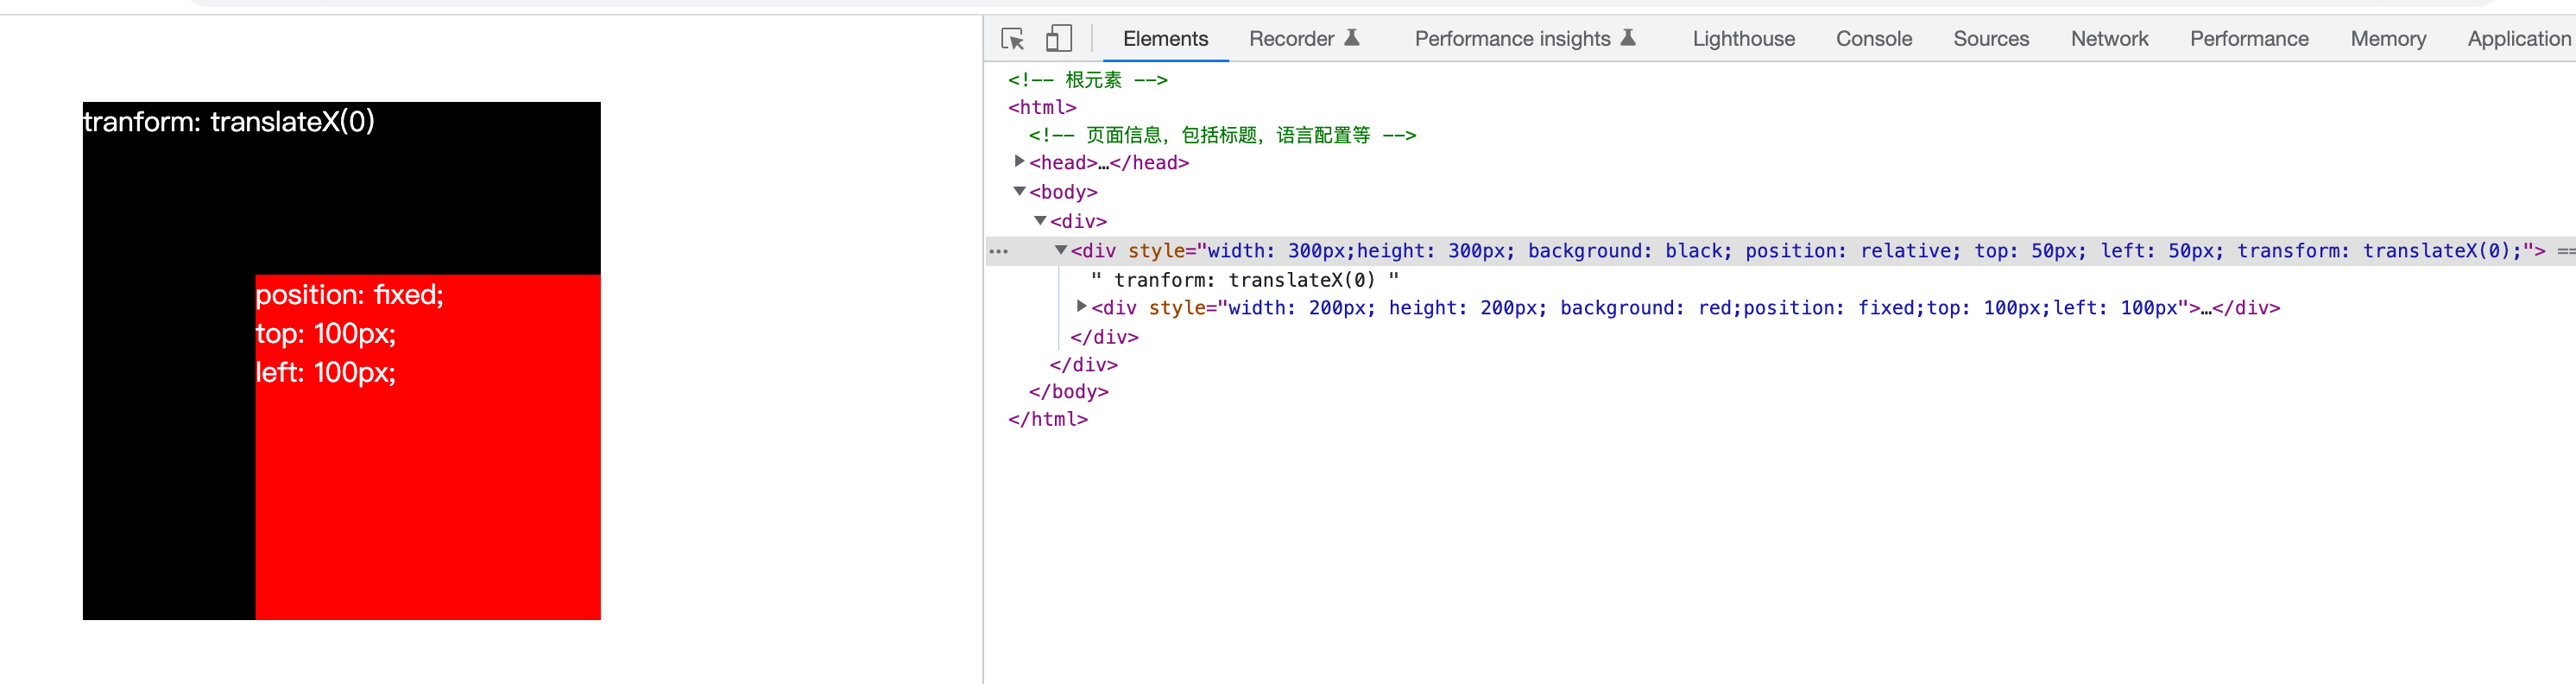 tranform: translateX(0)
position: fixed;
top: 100px;
left: 100px;
Elements Recorder Performance insights Lighthouse Console Sources Network Performance Memory Application
<!-- 根元素 -->
<html>
<!-- 页面信息，包括标题，语言配置等 -->
<head>…</head>
<body>
<div>
<div style="width: 300px;height: 300px; background: black; position: relative; top: 50px; left: 50px; transform: translateX(0);"> ==
" tranform: translateX(0) "
<div style="width: 200px; height: 200px; background: red;position: fixed;top: 100px;left: 100px">…</div>
</div>
</div>
</body>
</html>